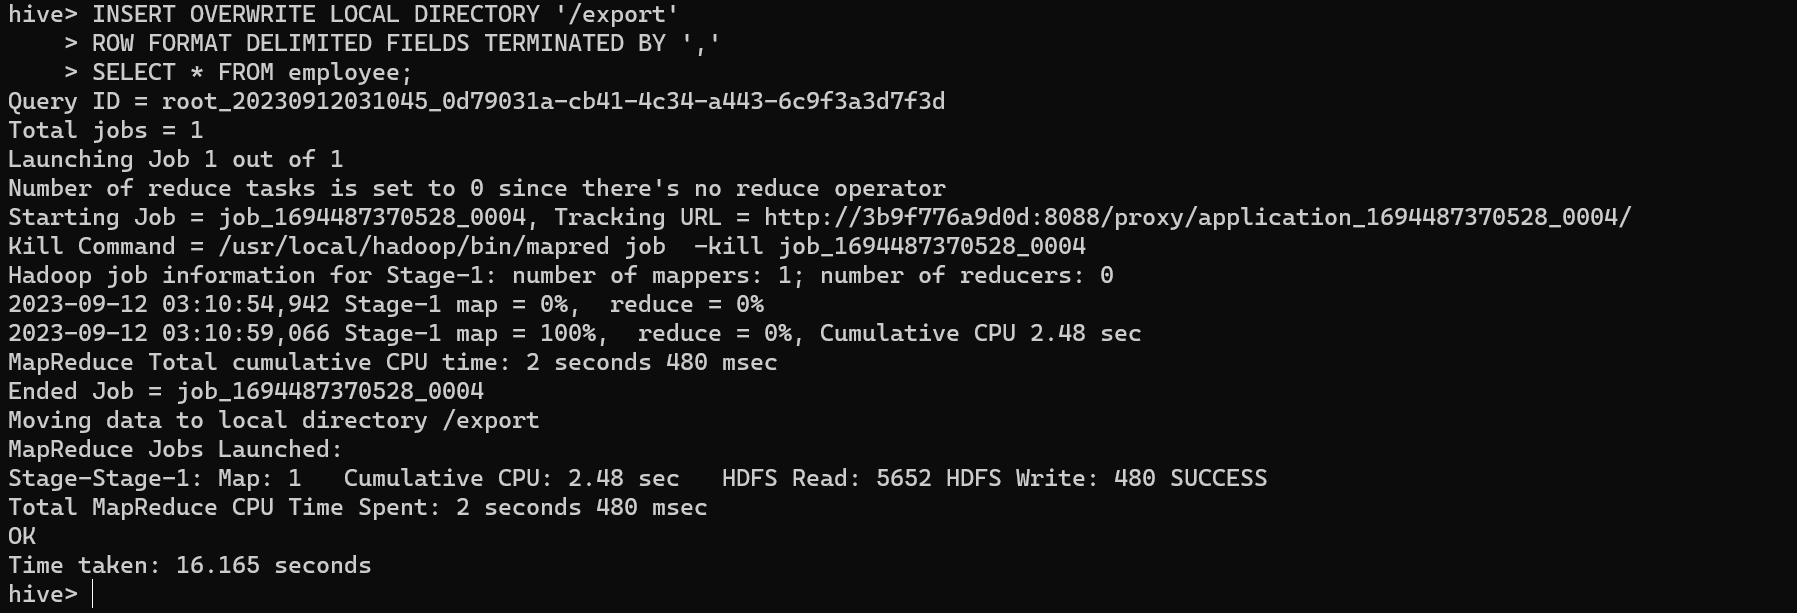 hive> INSERT OVERWRITE LOCAL DIRECTORY '/export'
    > ROW FORMAT DELIMITED FIELDS TERMINATED BY ','
    > SELECT * FROM employee;
Query ID = root_20230912031045_0d79031a-cb41-4c34-a443-6c9f3a3d7f3d
Total jobs = 1
Launching Job 1 out of 1
Number of reduce tasks is set to 0 since there's no reduce operator
Starting Job = job_1694487370528_0004, Tracking URL = http://3b9f776a9d0d:8088/proxy/application_1694487370528_0004/
Kill Command = /usr/local/hadoop/bin/mapred job  -kill job_1694487370528_0004
Hadoop job information for Stage-1: number of mappers: 1; number of reducers: 0
2023-09-12 03:10:54,942 Stage-1 map = 0%,  reduce = 0%
2023-09-12 03:10:59,066 Stage-1 map = 100%,  reduce = 0%, Cumulative CPU 2.48 sec
MapReduce Total cumulative CPU time: 2 seconds 480 msec
Ended Job = job_1694487370528_0004
Moving data to local directory /export
MapReduce Jobs Launched:
Stage-Stage-1: Map: 1   Cumulative CPU: 2.48 sec   HDFS Read: 5652 HDFS Write: 480 SUCCESS
Total MapReduce CPU Time Spent: 2 seconds 480 msec
OK
Time taken: 16.165 seconds
hive>